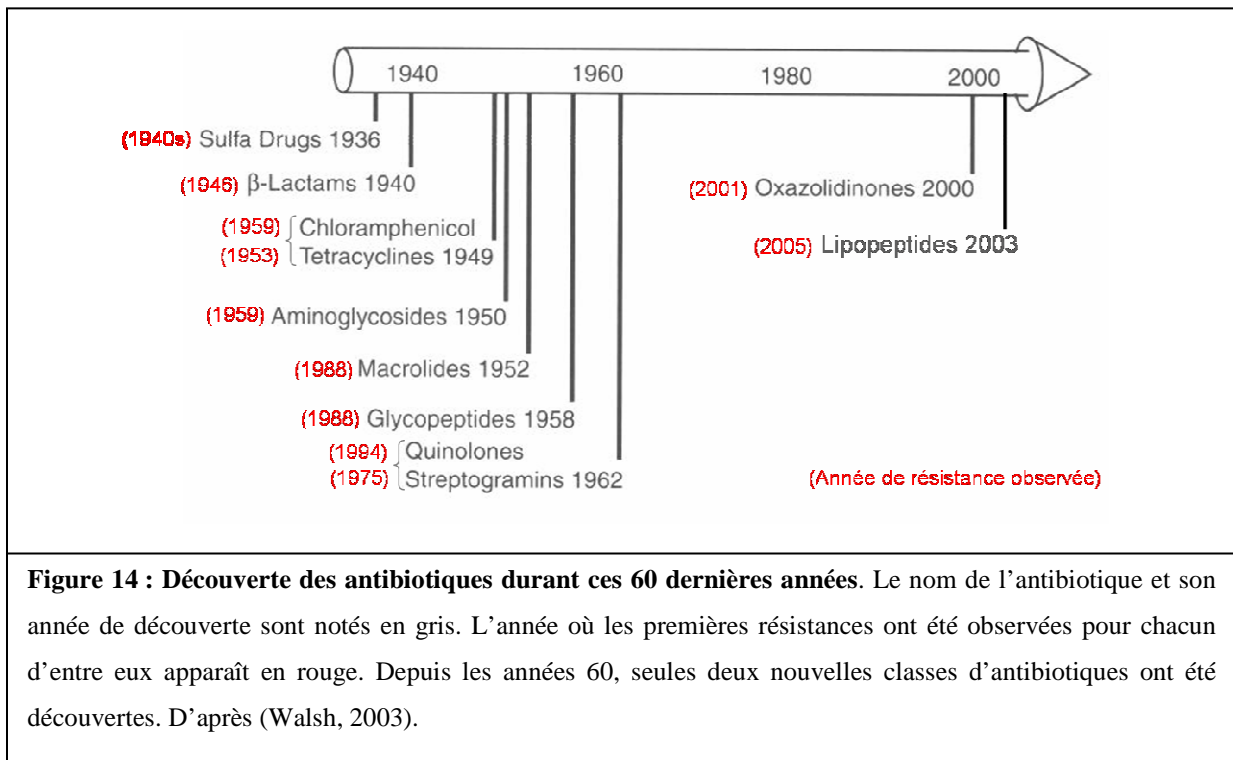 1940 1960 1980 2000
(1940s) Sulfa Drugs 1936
(1946) β-Lactams 1940
(2001) Oxazolidinones 2000
(1959) Chloramphenicol
(1953) Tetracyclines 1949
(2005) Lipopeptides 2003
(1959) Aminoglycosides 1950
(1988) Macrolides 1952
(1988) Glycopeptides 1958
(1994) Quinolones
(1975) Streptogramins 1962
(Année de résistance observée)
Figure 14 : Découverte des antibiotiques durant ces 60 dernières années. Le nom de l’antibiotique et son
année de découverte sont notés en gris. L’année où les premières résistances ont été observées pour chacun
d’entre eux apparaît en rouge. Depuis les années 60, seules deux nouvelles classes d’antibiotiques ont été
découvertes. D’après (Walsh, 2003).